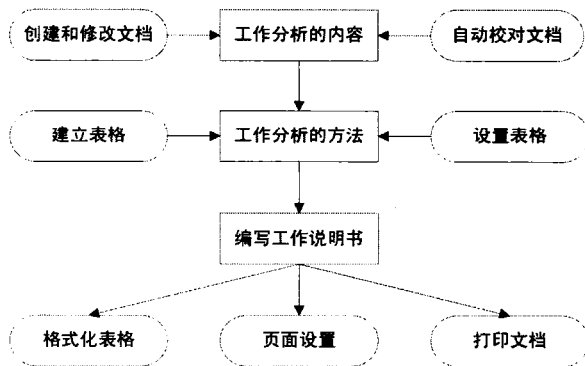 创建和修改文档
工作分析的内容
自动校对文档
建立表格
工作分析的方法
设置表格
编写工作说明书
格式化表格
页面设置
打印文档